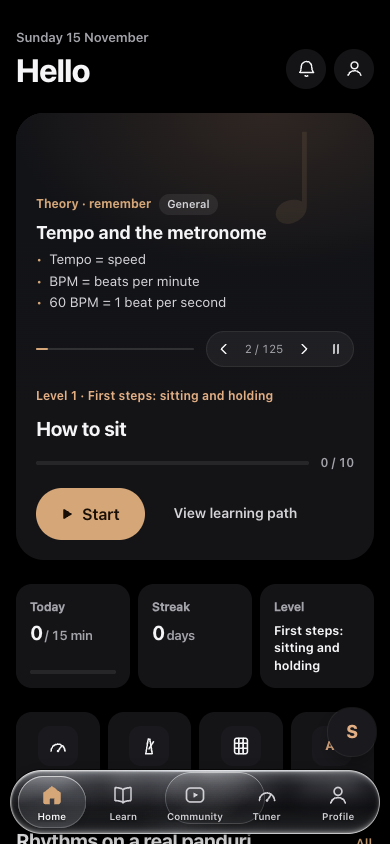 Sunday 15 November
Hello
Theory · remember General
Tempo and the metronome
• Tempo = speed
• BPM = beats per minute
• 60 BPM = 1 beat per second
2 / 125
Level 1 · First steps: sitting and holding
How to sit
0 / 10
Start
View learning path
Today
0 / 15 min
Streak
0 days
Level
First steps:
sitting and
holding
S
Home
Learn
Community
Tuner
Profile
Rhythms on a real panduri
All